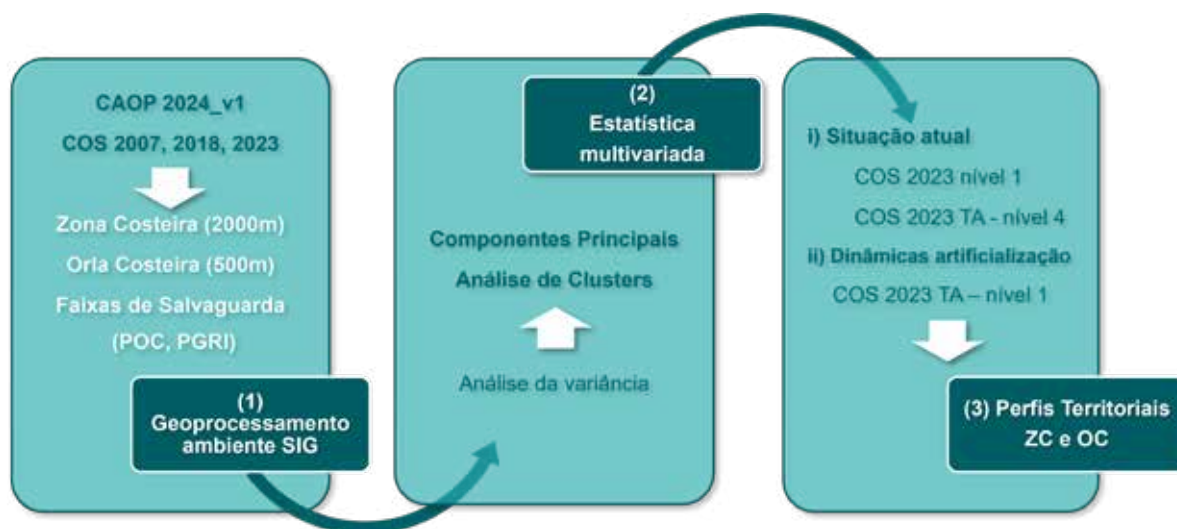 CAOP 2024_v1
COS 2007, 2018, 2023
Zona Costeira (2000m)
Orla Costeira (500m)
Faixas de Salvaguarda
(POC, PGRI)
(1)
Geoprocessamento
ambiente SIG
(2)
Estatística
multivariada
Componentes Principais
Análise de Clusters
Análise da variância
i) Situação atual
COS 2023 nível 1
COS 2023 TA - nível 4
ii) Dinâmicas artificialização
COS 2023 TA – nível 1
(3) Perfis Territoriais
ZC e OC